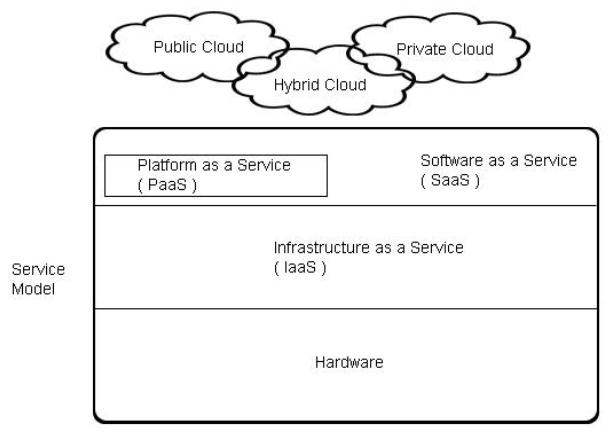 Public Cloud
Private Cloud
Hybrid Cloud
Platform as a Service
( PaaS )
Software as a Service
( SaaS )
Infrastructure as a Service
( IaaS )
Service
Model
Hardware